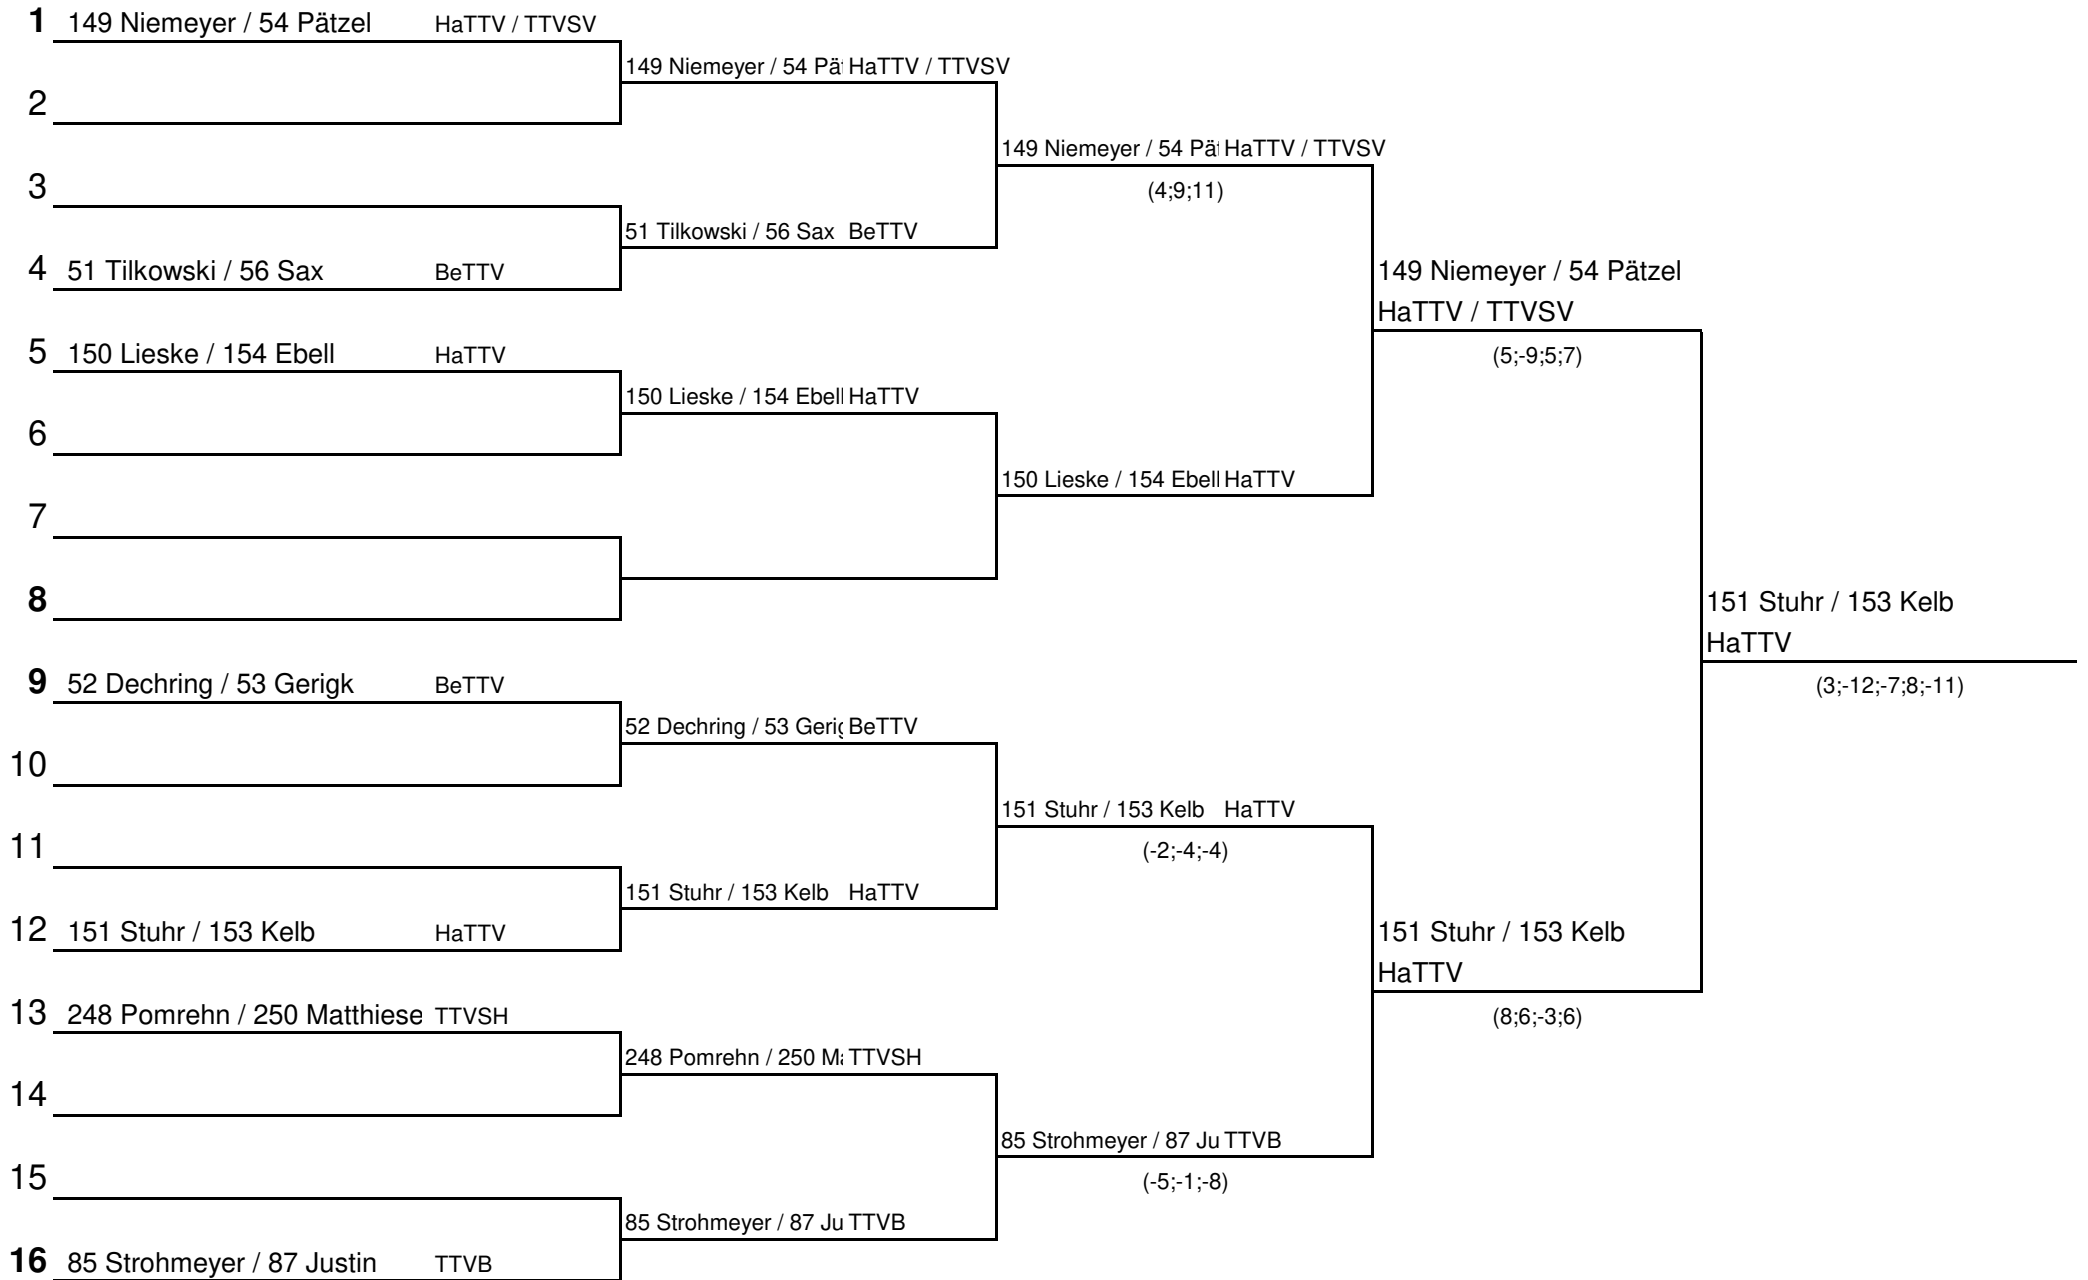 1 149 Niemeyer / 54 Pätzel HaTTV / TTVSV
149 Niemeyer / 54 Pä HaTTV / TTVSV
2
149 Niemeyer / 54 Pä HaTTV / TTVSV
3
(4;9;11)
51 Tilkowski / 56 Sax BeTTV
4 51 Tilkowski / 56 Sax BeTTV
149 Niemeyer / 54 Pätzel
HaTTV / TTVSV
5 150 Lieske / 154 Ebell HaTTV
(5;-9;5;7)
150 Lieske / 154 Ebell HaTTV
6
150 Lieske / 154 Ebell HaTTV
7
8
151 Stuhr / 153 Kelb
HaTTV
9 52 Dechring / 53 Gerigk BeTTV
(3;-12;-7;8;-11)
52 Dechring / 53 Geri BeTTV
10
151 Stuhr / 153 Kelb HaTTV
11
(-2;-4;-4)
151 Stuhr / 153 Kelb HaTTV
12 151 Stuhr / 153 Kelb HaTTV
151 Stuhr / 153 Kelb
HaTTV
13 248 Pomrehn / 250 Matthiese TTVSH
(8;6;-3;6)
248 Pomrehn / 250 M TTVSH
14
85 Strohmeyer / 87 Ju TTVB
15
(-5;-1;-8)
85 Strohmeyer / 87 Ju TTVB
16 85 Strohmeyer / 87 Justin TTVB